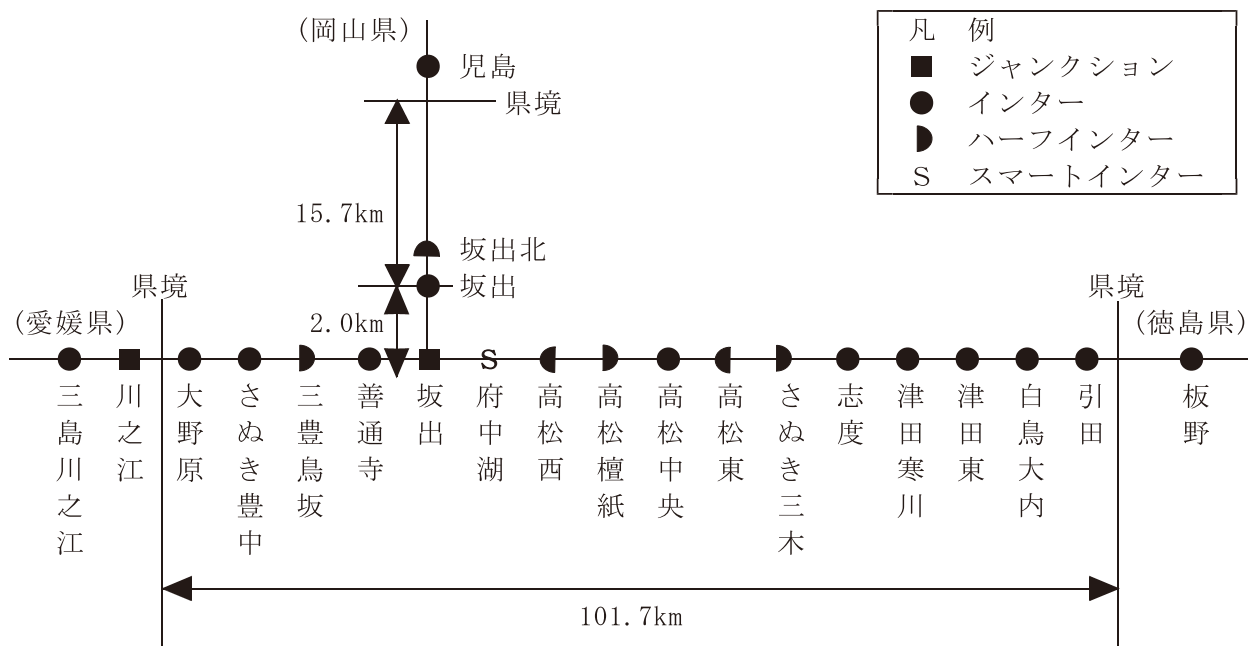 (岡山県)
児島
県境
15.7km
坂出北
坂出
2.0km
凡　例
ジャンクション
インター
ハーフインター
S　スマートインター
県境
(愛媛県)
県境
(徳島県)
S
三島川之江
川之江
大野原
さぬき豊中
三豊鳥坂
善通寺
坂出
府中湖
高松西
高松檀紙
高松中央
高松東
さぬき三木
志度
津田寒川
津田東
白鳥大内
引田
板野
101.7km